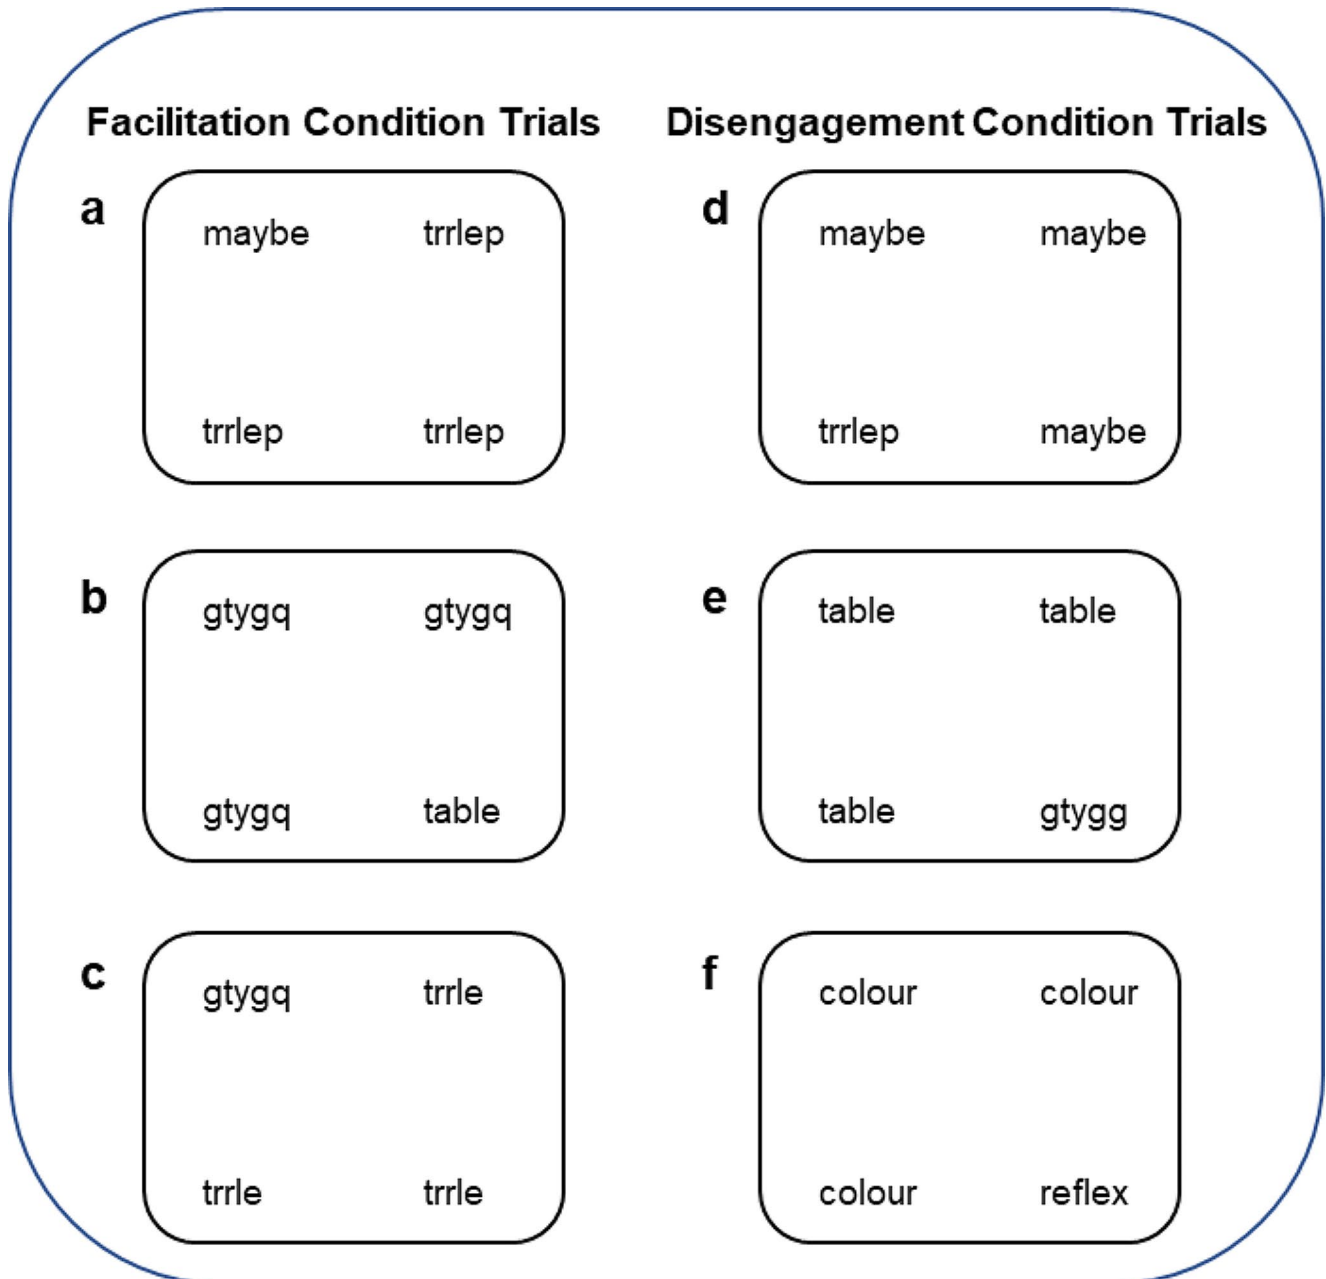 Facilitation Condition Trials
Disengagement Condition Trials
a
maybe trrlep
trrlep trrlep
d
maybe maybe
trrlep maybe
b
gtygq gtygq
gtygq table
e
table table
table gtygg
c
gtygq trrle
trrle trrle
f
colour colour
colour reflex